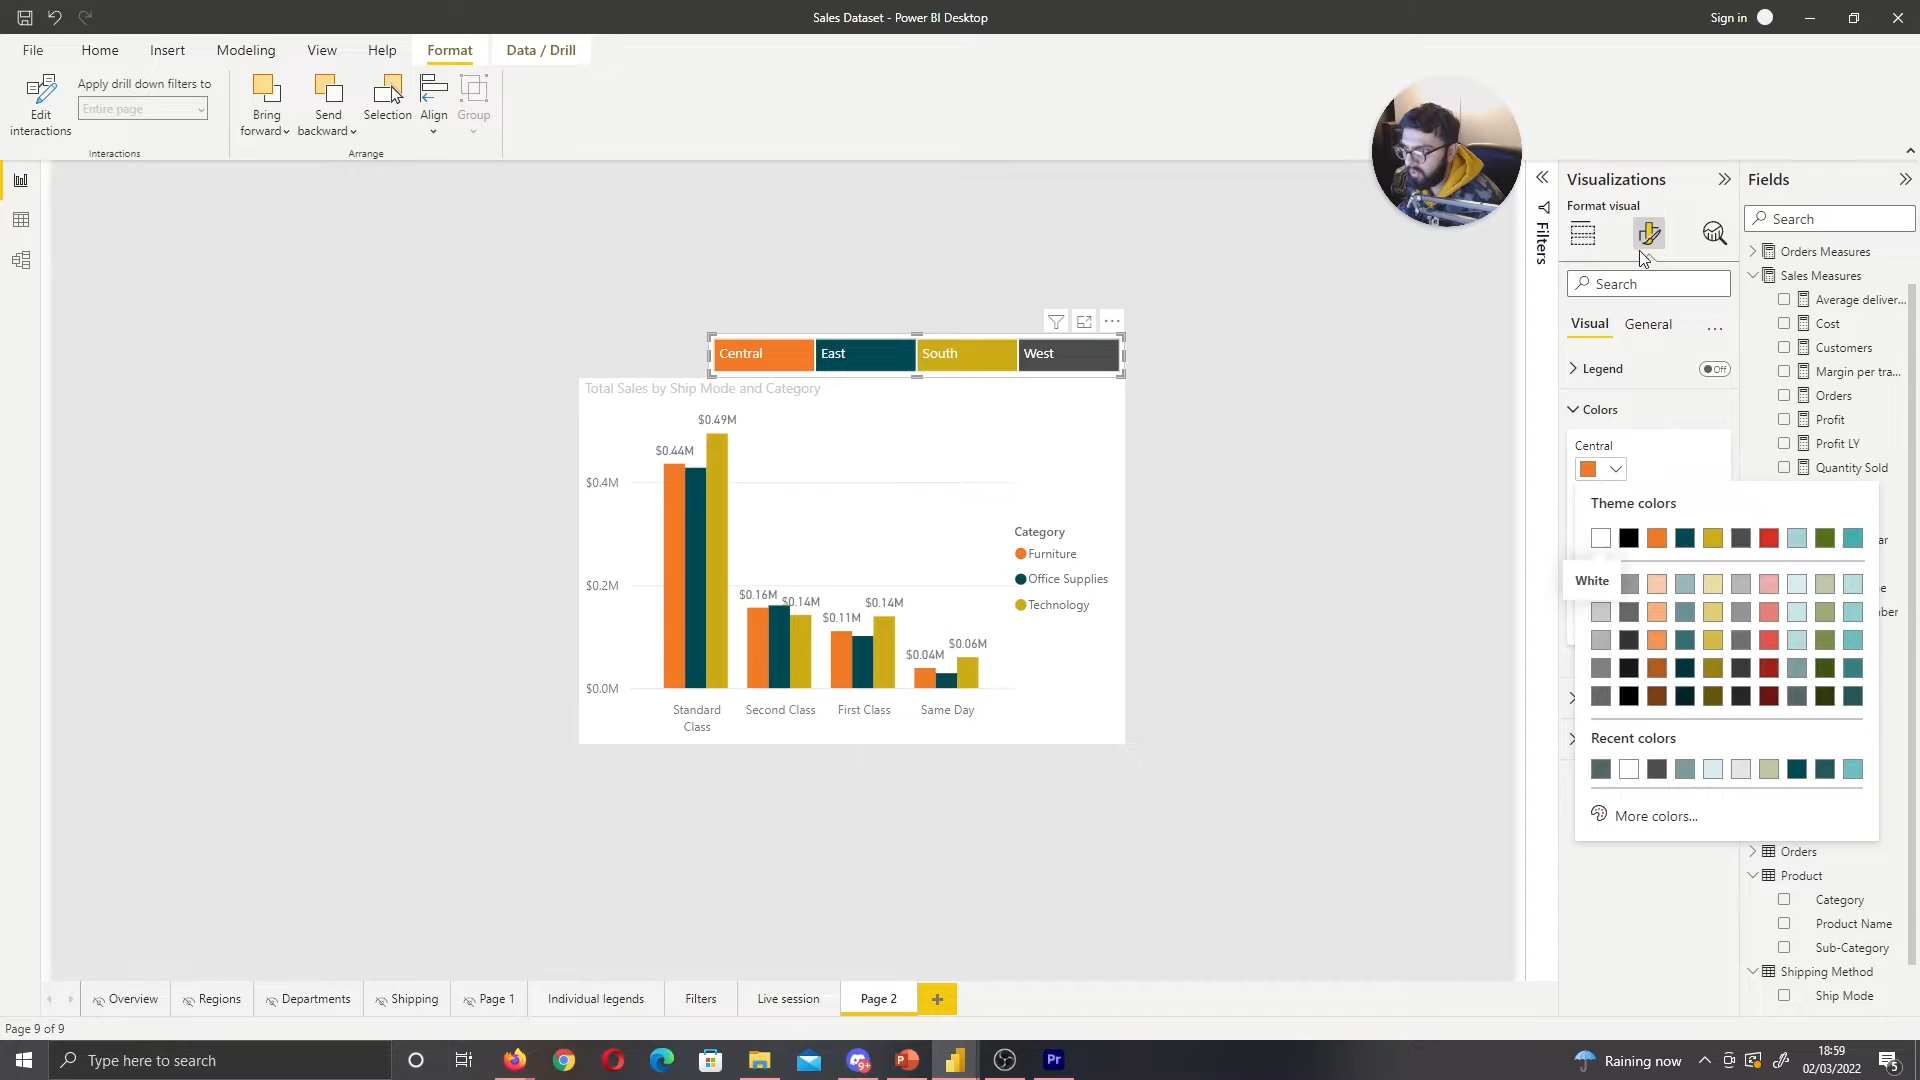 Sales Dataset - Power BI Desktop
Sign in
File
Home
Insert
Modeling
View
Help
Format
Data / Drill
Edit
interactions
Apply drill down filters to
Entire page
Interactions
Bring
forward
Send
backward
Selection
Align
Group
Arrange
Central
East
South
West
Total Sales by Ship Mode and Category
$0.49M
$0.44M
$0.4M
$0.2M
$0.16M
$0.14M
$0.11M
$0.14M
$0.04M
$0.06M
$0.0M
Standard
Class
Second Class
First Class
Same Day
Category
Furniture
Office Supplies
Technology
Filters
Visualizations
Format visual
Search
Visual
General
...
Legend
Off
Colors
Central
Theme colors
White
Recent colors
More colors...
Fields
Search
Orders Measures
Sales Measures
Average deliver...
Cost
Customers
Margin per tra...
Orders
Profit
Profit LY
Quantity Sold
ar
e
ber
Orders
Product
Category
Product Name
Sub-Category
Shipping Method
Ship Mode
Overview
Regions
Departments
Shipping
Page 1
Individual legends
Filters
Live session
Page 2
+
Page 9 of 9
Type here to search
9+
Pr
Raining now
18:59
02/03/2022
5